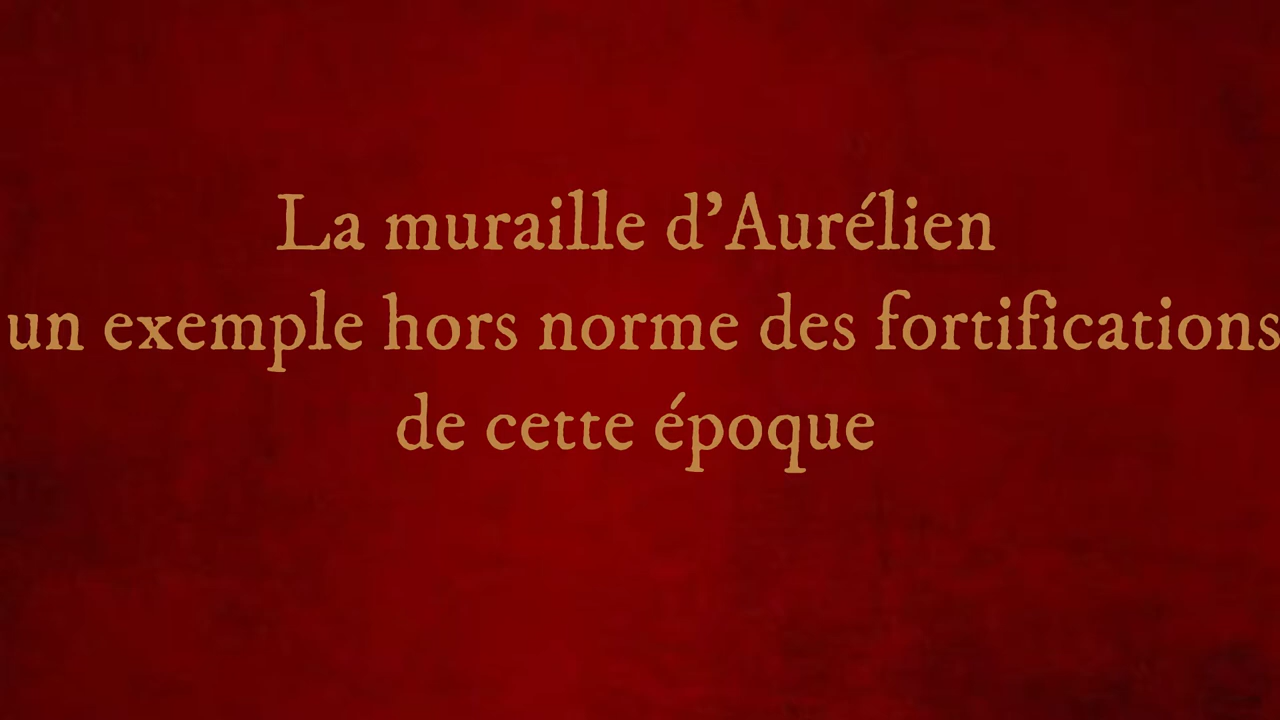 La muraille d’Aurélien
un exemple hors norme des fortifications
de cette époque